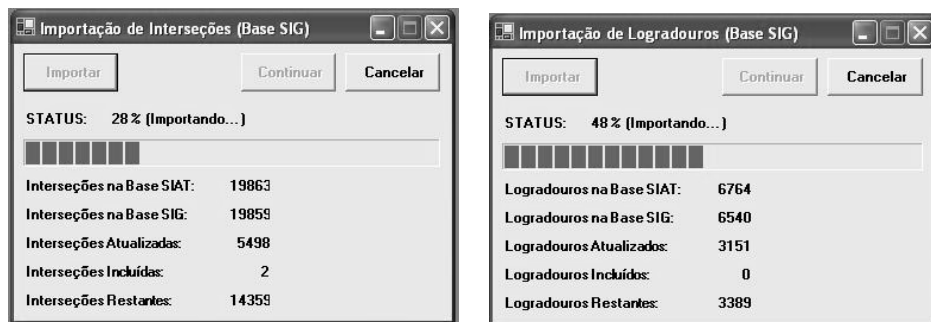 Importação de Interseções (Base SIG)
Importar Continuar Cancelar
STATUS: 28% (Importando...)
Interseções na Base SIAT: 19863
Interseções na Base SIG: 19859
Interseções Atualizadas: 5498
Interseções Incluídas: 2
Interseções Restantes: 14359
Importação de Logradouros (Base SIG)
Importar Continuar Cancelar
STATUS: 48% (Importando...)
Logradouros na Base SIAT: 6764
Logradouros na Base SIG: 6540
Logradouros Atualizados: 3151
Logradouros Incluídos: 0
Logradouros Restantes: 3389